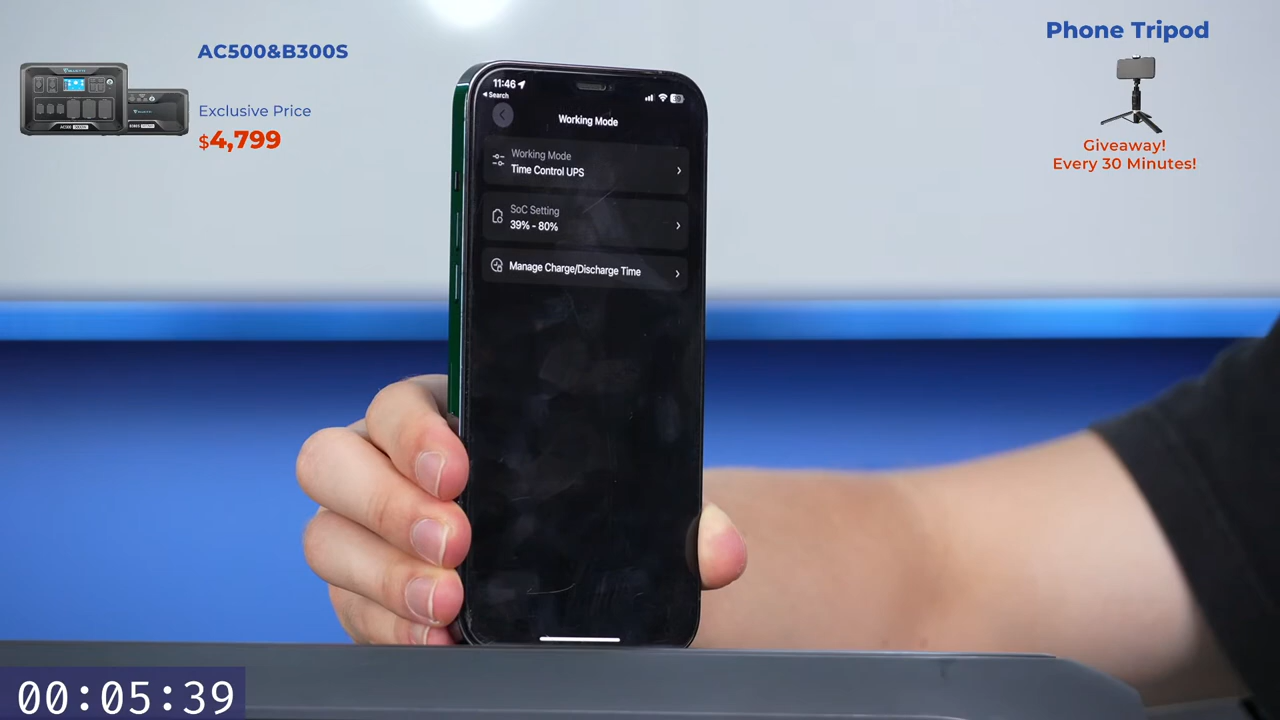 AC500&B300S
Exclusive Price
$4,799
Phone Tripod
Giveaway!
Every 30 Minutes!
11:46
Search
Working Mode
Working Mode
Time Control UPS
SoC Setting
39% - 80%
Manage Charge/Discharge Time
00:05:39